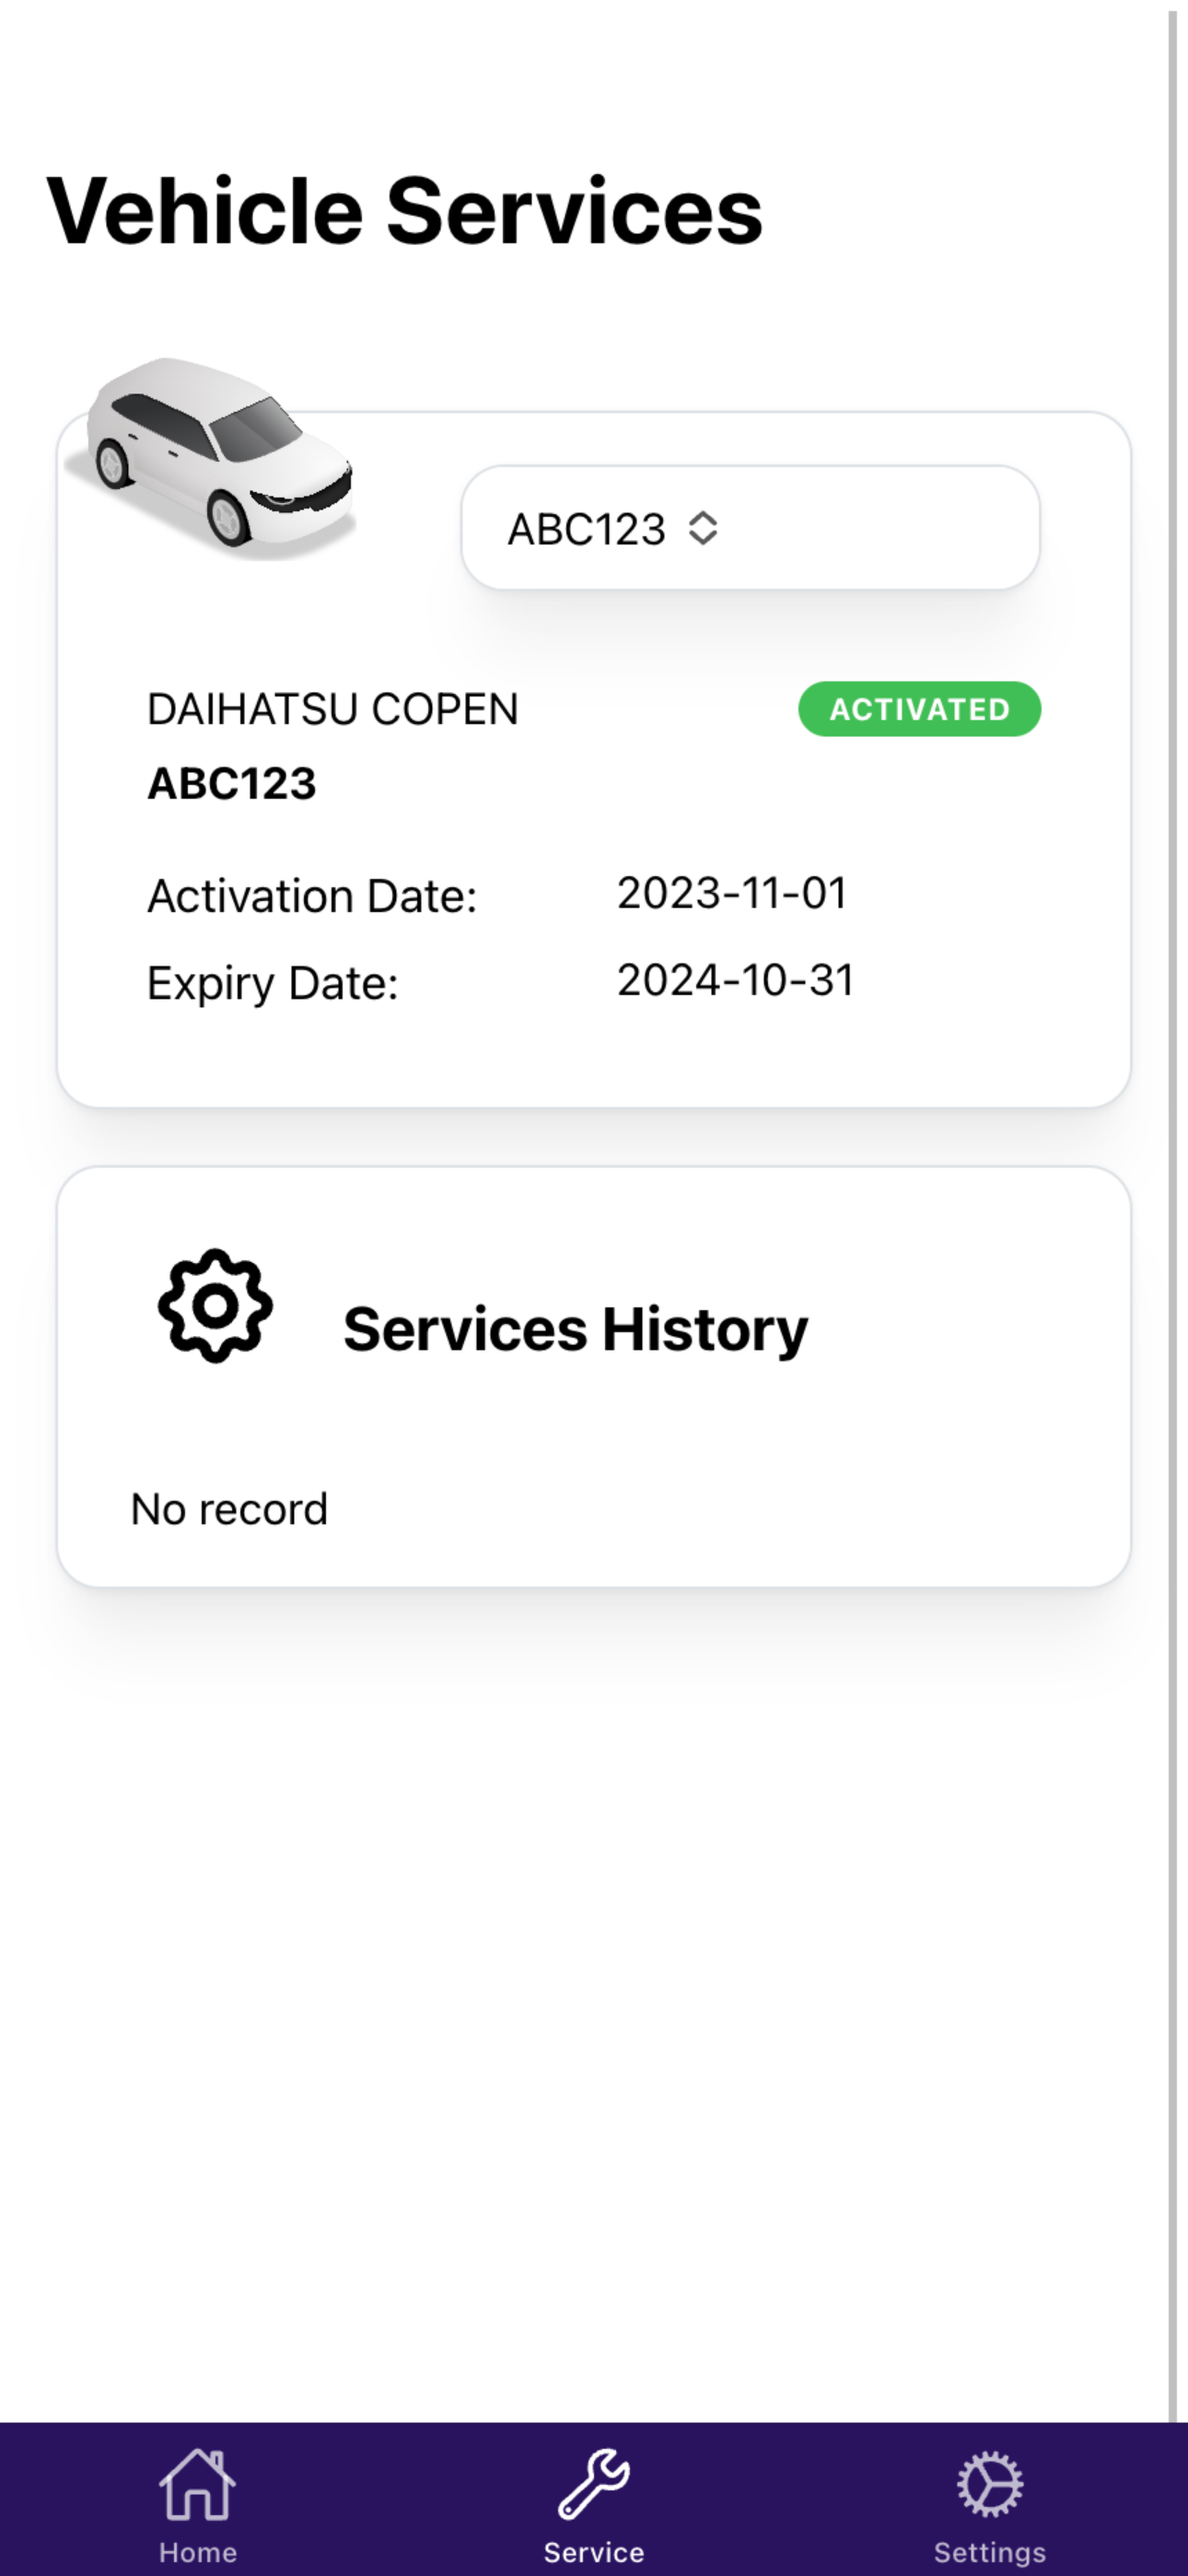 Vehicle Services
ABC123
DAIHATSU COPEN
ACTIVATED
ABC123
Activation Date: 2023-11-01
Expiry Date: 2024-10-31
Services History
No record
Home Service Settings